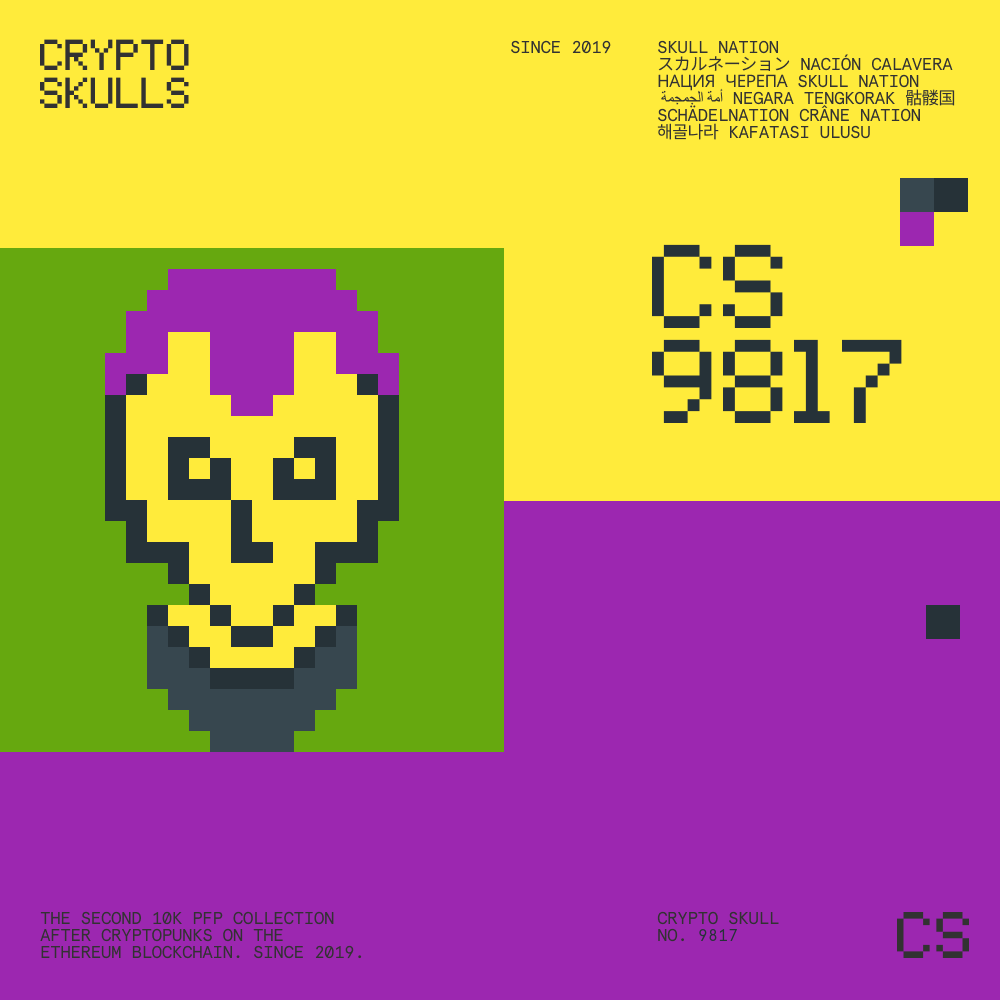 CRYPTO
SKULLS
SINCE 2019
SKULL NATION
スカルネーション NACIÓN CALAVERA
НАЦИЯ ЧЕРЕПА SKULL NATION
أمة الجمجمة NEGARA TENGKORAK 骷髅国
SCHÄDELNATION CRÂNE NATION
해골나라 KAFATASI ULUSU
CS
9817
THE SECOND 10K PFP COLLECTION
AFTER CRYPTOPUNKS ON THE
ETHEREUM BLOCKCHAIN. SINCE 2019.
CRYPTO SKULL
NO. 9817
CS